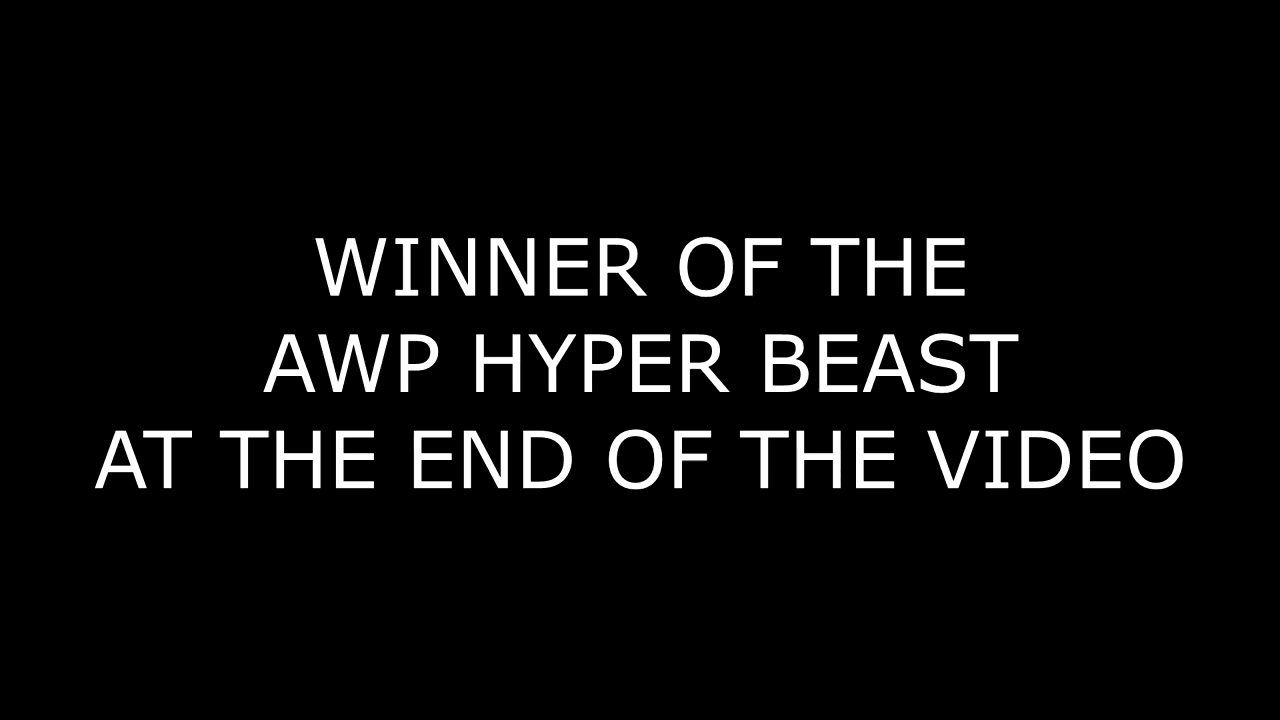 WINNER OF THE
AWP HYPER BEAST
AT THE END OF THE VIDEO